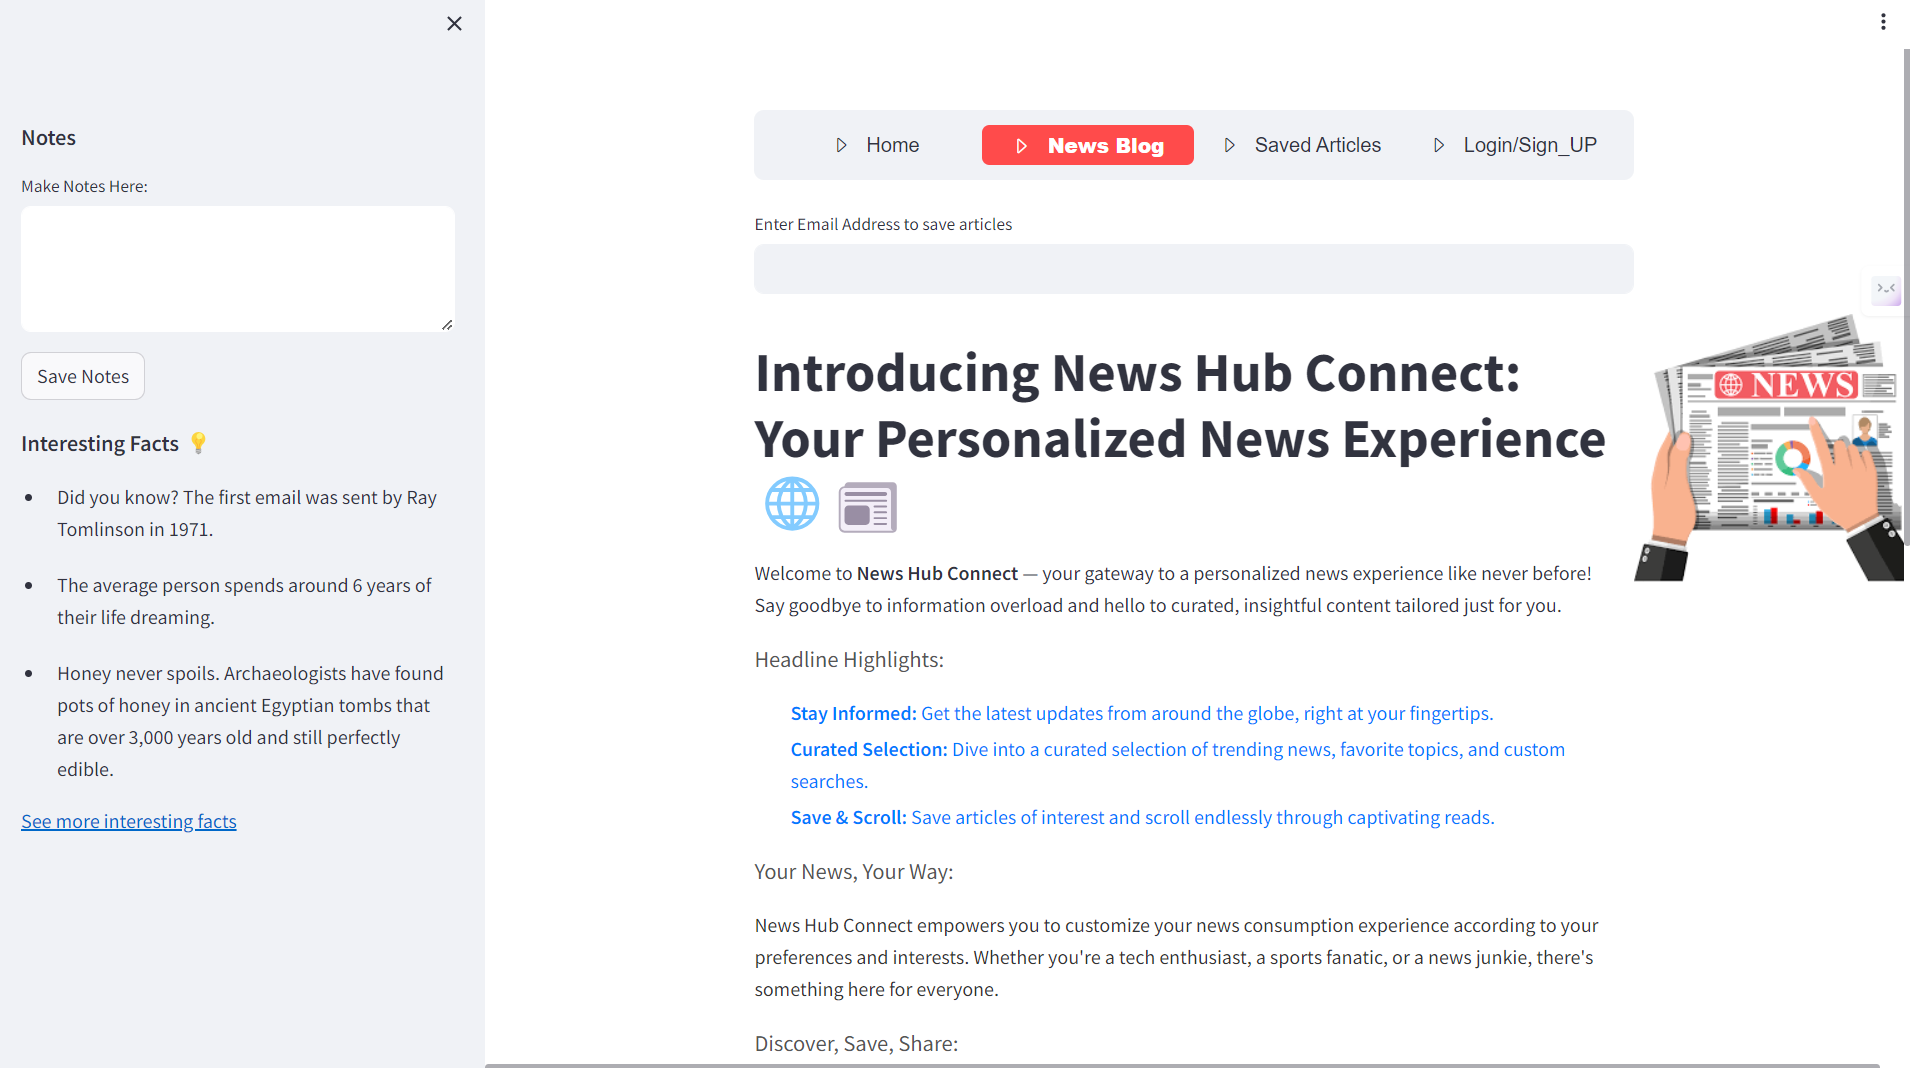 Notes
Make Notes Here:
Save Notes
Interesting Facts 💡
Did you know? The first email was sent by Ray
Tomlinson in 1971.
The average person spends around 6 years of
their life dreaming.
Honey never spoils. Archaeologists have found
pots of honey in ancient Egyptian tombs that
are over 3,000 years old and still perfectly
edible.
See more interesting facts
Home
News Blog
Saved Articles
Login/Sign_UP
Enter Email Address to save articles
Introducing News Hub Connect:
Your Personalized News Experience
🌐 📰
NEWS
Welcome to News Hub Connect — your gateway to a personalized news experience like never before!
Say goodbye to information overload and hello to curated, insightful content tailored just for you.
Headline Highlights:
Stay Informed: Get the latest updates from around the globe, right at your fingertips.
Curated Selection: Dive into a curated selection of trending news, favorite topics, and custom
searches.
Save & Scroll: Save articles of interest and scroll endlessly through captivating reads.
Your News, Your Way:
News Hub Connect empowers you to customize your news consumption experience according to your
preferences and interests. Whether you're a tech enthusiast, a sports fanatic, or a news junkie, there's
something here for everyone.
Discover, Save, Share: